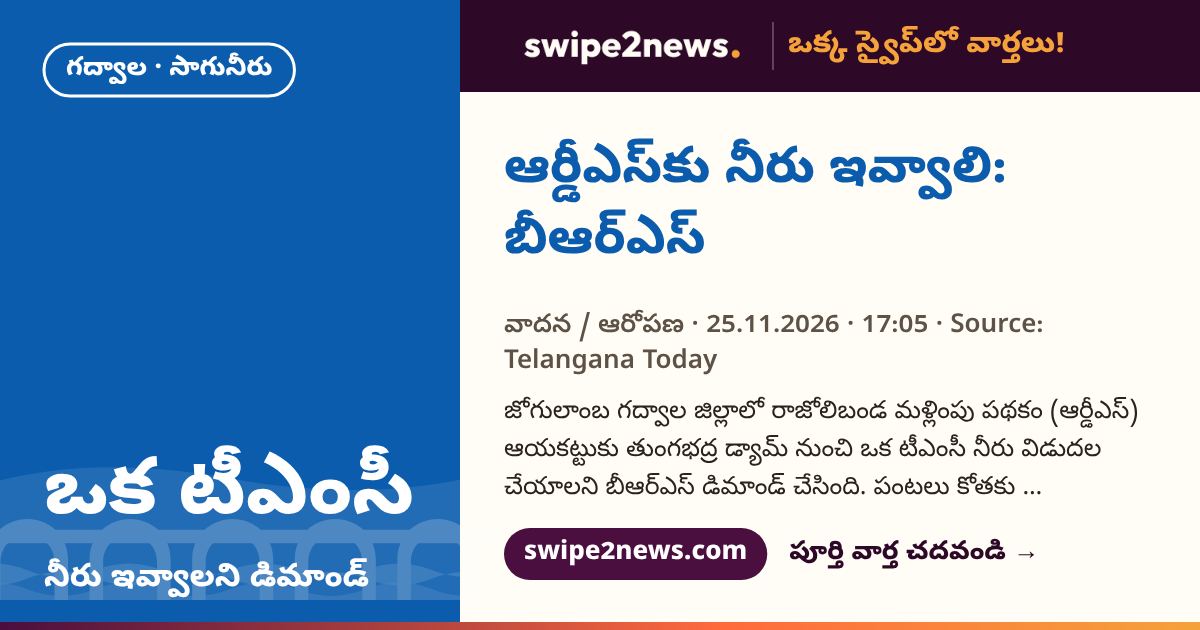 గద్వాల · సాగునీరు
ఒక టీఎంసీ
నీరు ఇవ్వాలని డిమాండ్
swipe2news.
ఒక్క స్వైప్‌లో వార్తలు!
ఆర్డీఎస్‌కు నీరు ఇవ్వాలి:
బీఆర్ఎస్
వాదన / ఆరోపణ · 25.11.2026 · 17:05 · Source:
Telangana Today
జోగులాంబ గద్వాల జిల్లాలో రాజోలిబండ మళ్లింపు పథకం (ఆర్డీఎస్)
ఆయకట్టుకు తుంగభద్ర డ్యామ్ నుంచి ఒక టీఎంసీ నీరు విడుదల
చేయాలని బీఆర్ఎస్ డిమాండ్ చేసింది. పంటలు కోతకు ...
swipe2news.com
పూర్తి వార్త చదవండి →